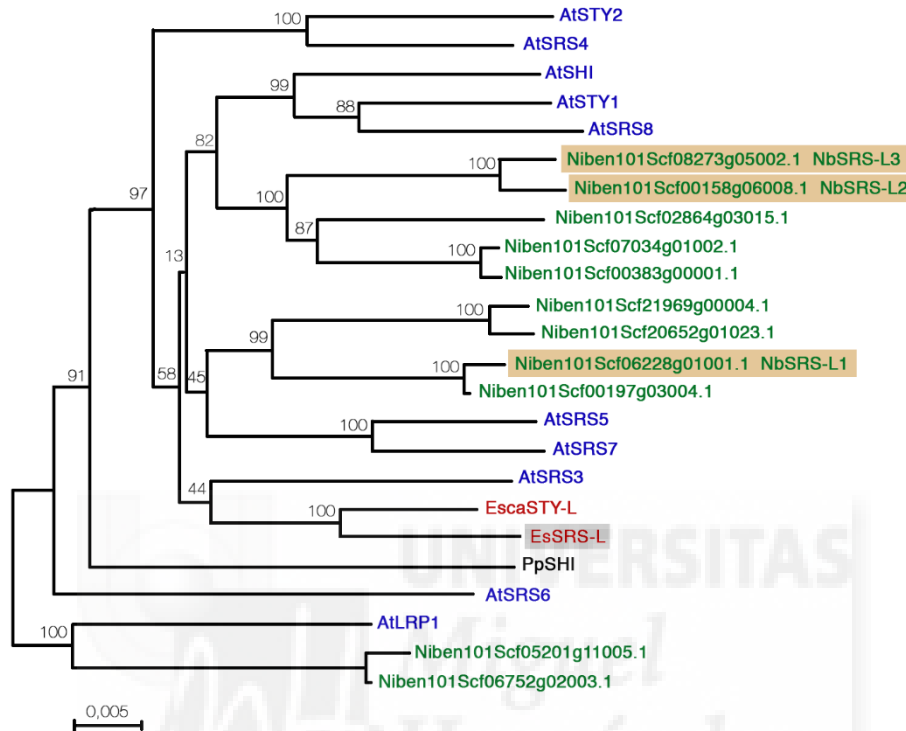 100
AtSTY2
AtSRS4
AtSHI
99
AtSTY1
88
AtSRS8
82
Niben101Scf08273g05002.1 NbSRS-L3
100
Niben101Scf00158g06008.1 NbSRS-L2
97
100
Niben101Scf02864g03015.1
87
Niben101Scf07034g01002.1
100
13
Niben101Scf00383g00001.1
Niben101Scf21969g00004.1
100
Niben101Scf20652g01023.1
99
Niben101Scf06228g01001.1 NbSRS-L1
91
58
45
100
Niben101Scf00197g03004.1
AtSRS5
100
AtSRS7
AtSRS3
44
EscaSTY-L
100
EsSRS-L
UNIVERSITAS
PpSHI
AtSRS6
AtLRP1
100
Miguel
Niben101Scf05201g11005.1
Niben101Scf06752g02003.1
0,005